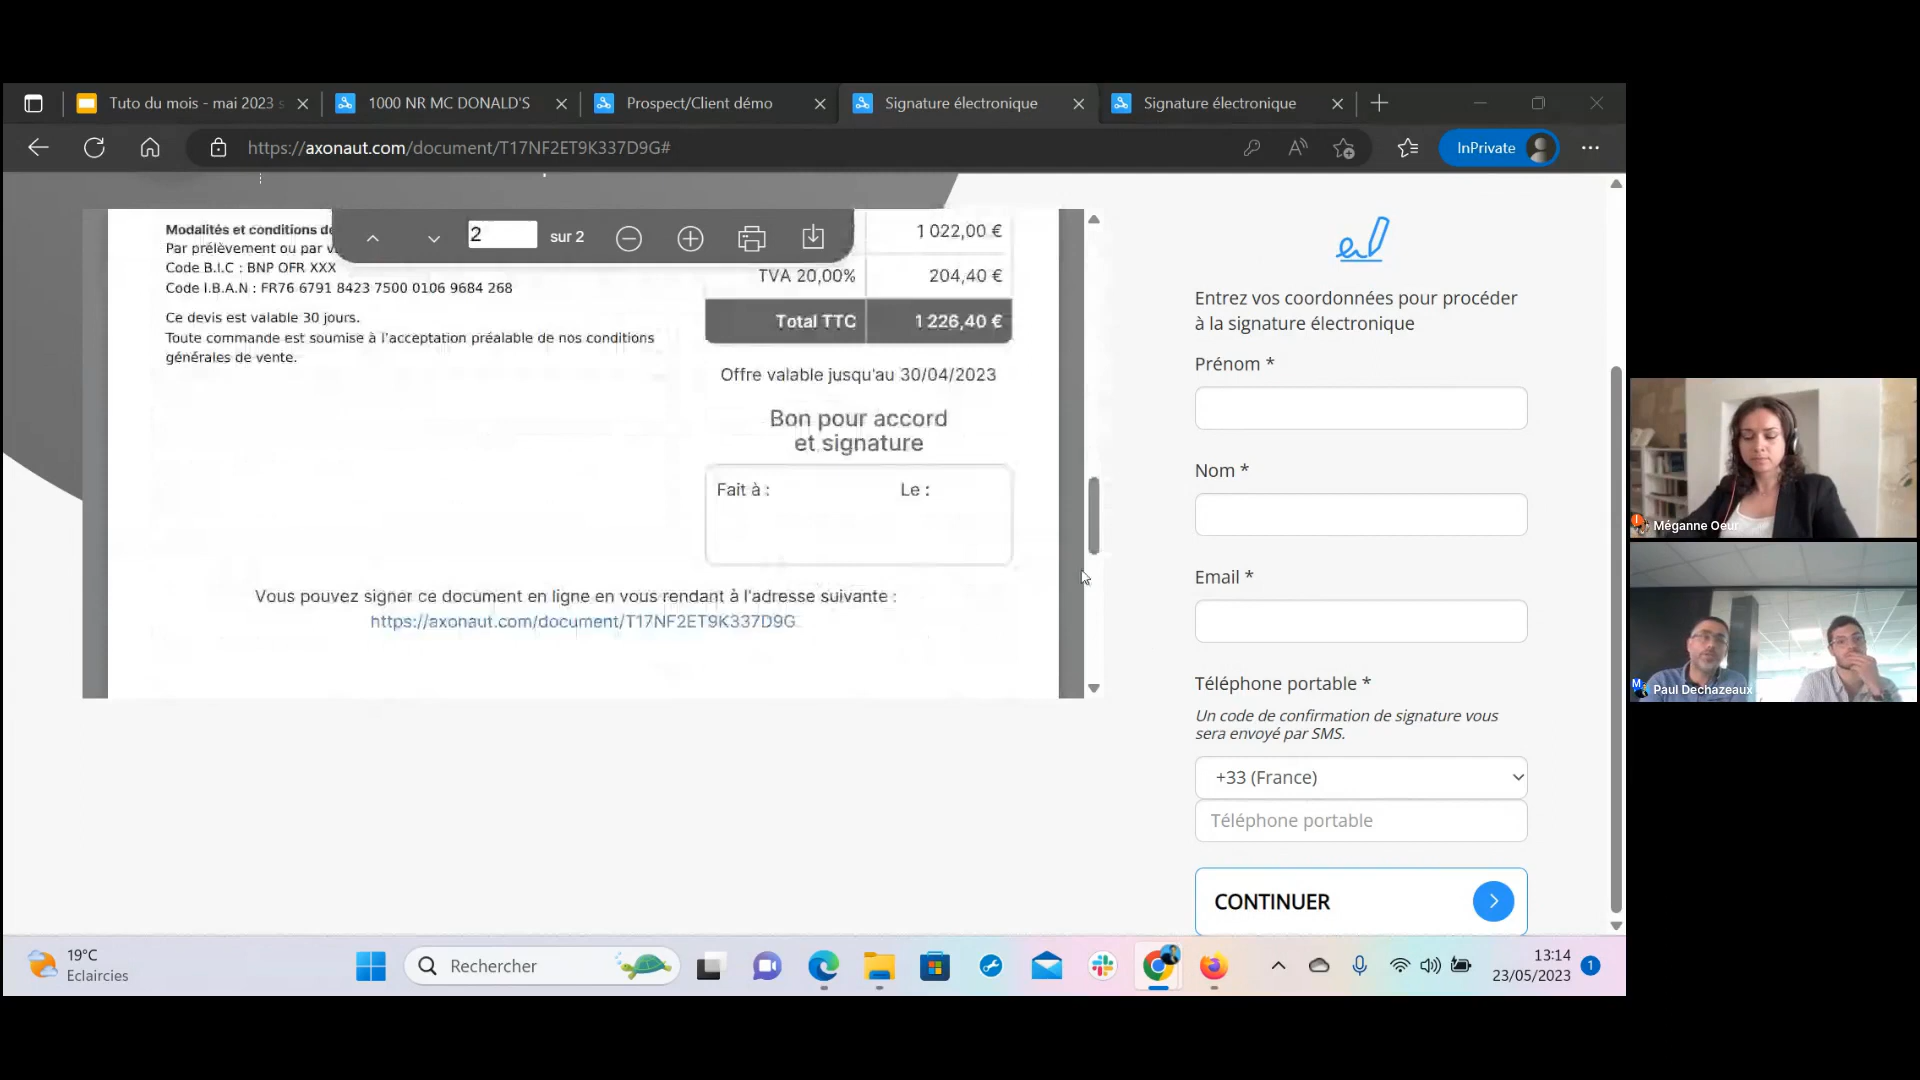 Tuto du mois - mai 2023
1000 NR MC DONALD'S
Prospect/Client démo
Signature électronique
Signature électronique
https://axonaut.com/document/T17NF2ET9K337D9G#
InPrivate
Modalités et conditions de
Par prélèvement ou par v
Code B.I.C : BNP OFR XXX
Code I.B.A.N : FR76 6791 8423 7500 0106 9684 268
Ce devis est valable 30 jours.
Toute commande est soumise à l'acceptation préalable de nos conditions
générales de vente.
2 sur 2
1 022,00 €
TVA 20,00% 204,40 €
Total TTC 1 226,40 €
Offre valable jusqu'au 30/04/2023
Bon pour accord
et signature
Fait à : Le :
Vous pouvez signer ce document en ligne en vous rendant à l'adresse suivante :
https://axonaut.com/document/T17NF2ET9K337D9G
Entrez vos coordonnées pour procéder
à la signature électronique
Prénom *
Nom *
Email *
Téléphone portable *
Un code de confirmation de signature vous
sera envoyé par SMS.
+33 (France)
Téléphone portable
CONTINUER
Méganne Oeur
Paul Dechazeaux
19°C
Eclaircies
Rechercher
13:14
23/05/2023
1